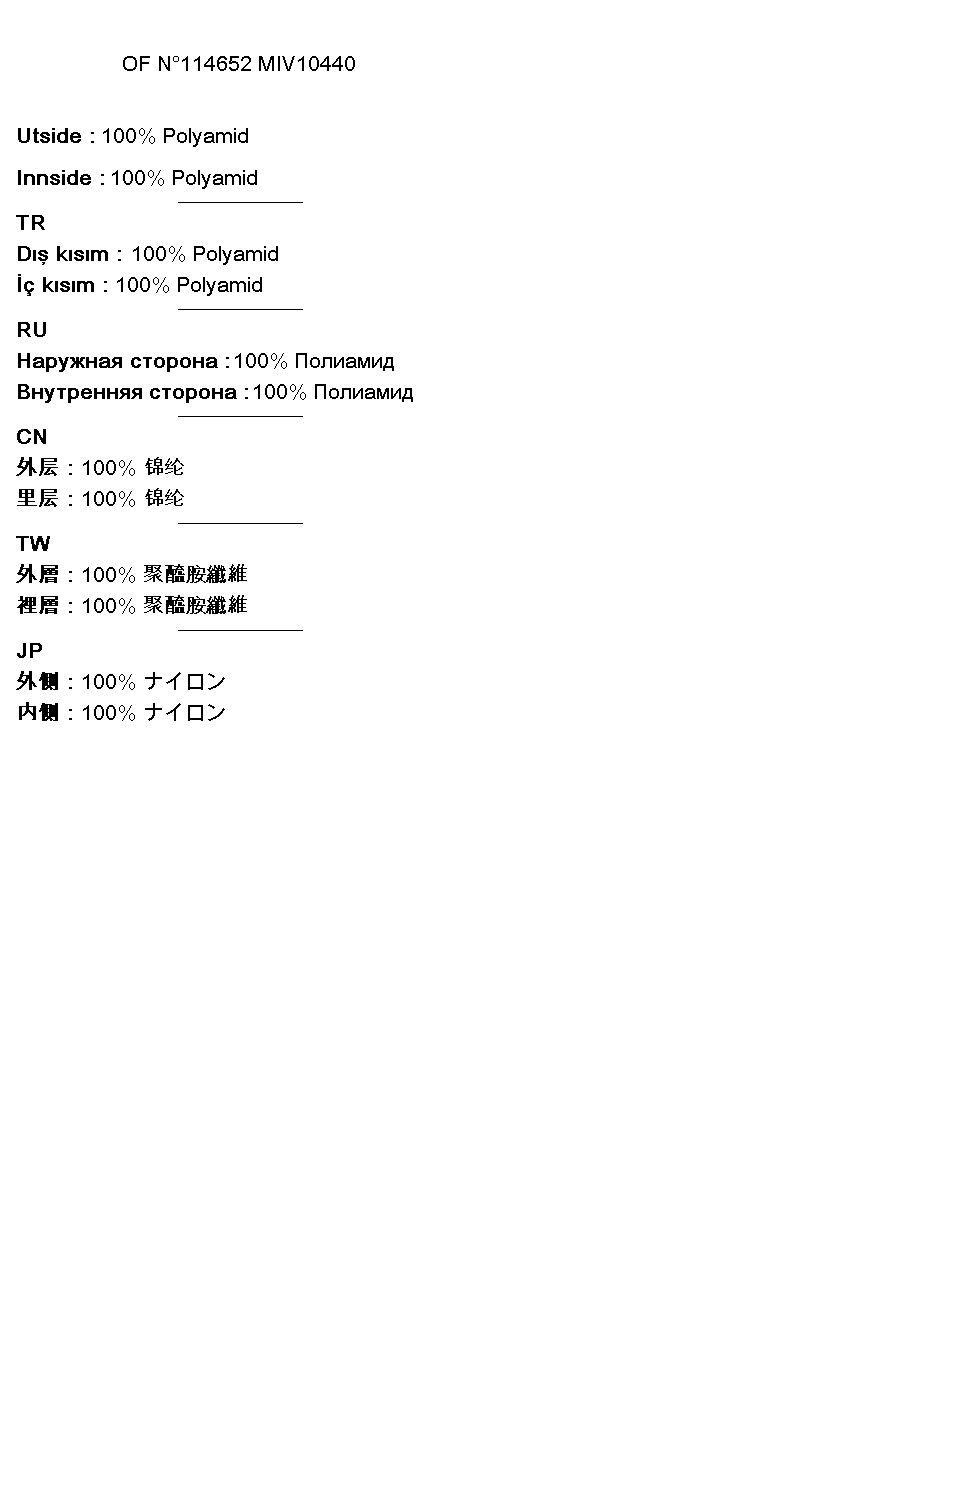 OF N°114652 MIV10440
Utside : 100% Polyamid
Innside : 100% Polyamid
TR
Dış kısım : 100% Polyamid
İç kısım : 100% Polyamid
RU
Наружная сторона : 100% Полиамид
Внутренняя сторона : 100% Полиамид
CN
外层 : 100% 锦纶
里层 : 100% 锦纶
TW
外層 : 100% 聚醯胺纖維
裡層 : 100% 聚醯胺纖維
JP
外側 : 100% ナイロン
内側 : 100% ナイロン